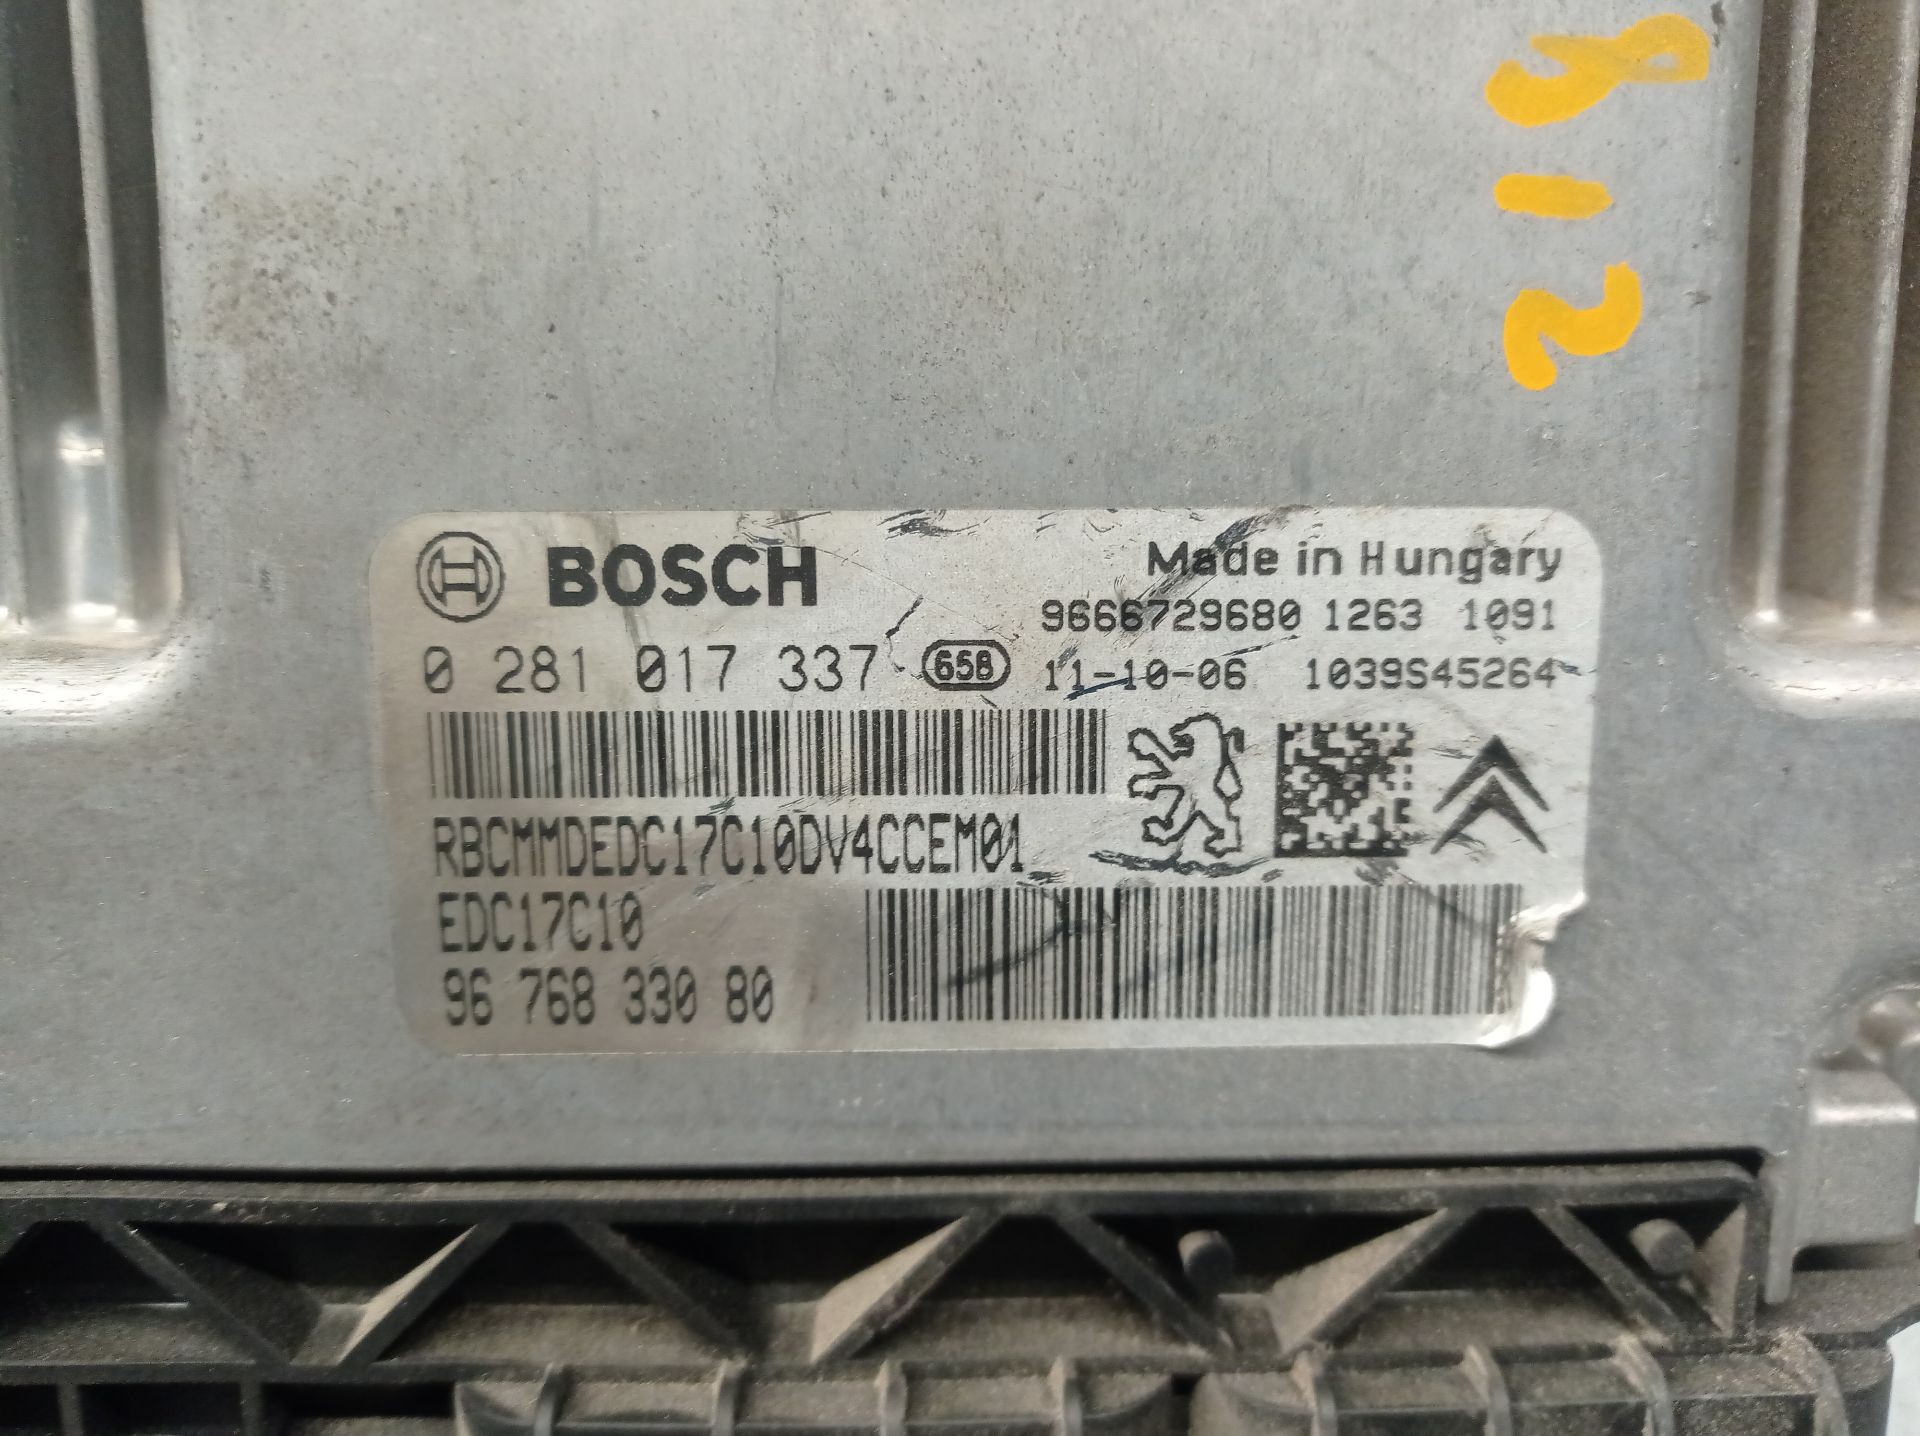 812
BOSCH
Made in Hungary
9666729680 1263 1091
0 281 017 337 658 11-10-06 1039S45264
RBCMMDEDC17C10DV4CCEM01
EDC17C10
96 768 330 80